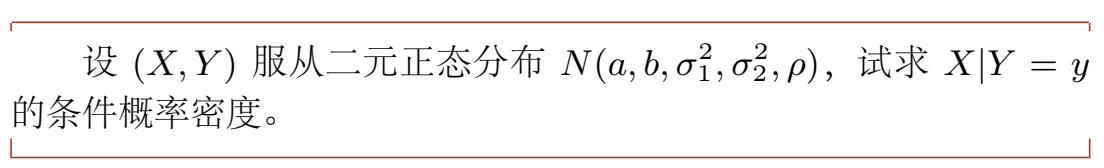 设 (X, Y) 服从二元正态分布 N(a, b, σ₁², σ₂², ρ)，试求 X|Y = y
的条件概率密度。